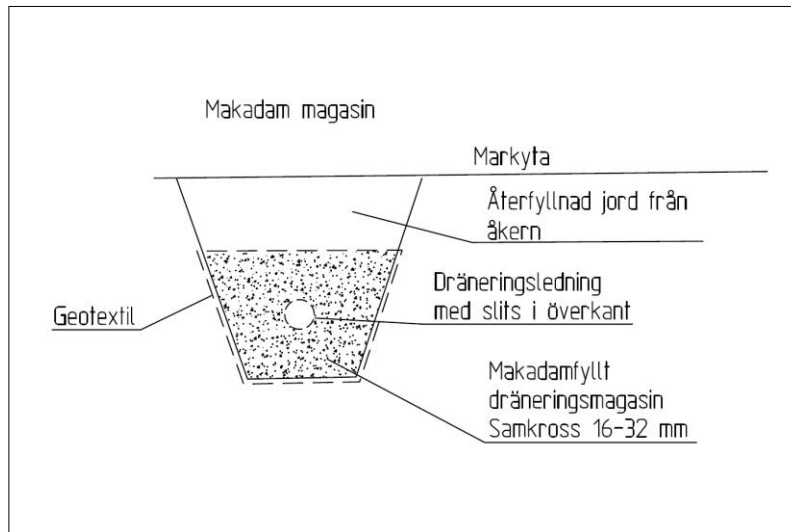 Makadam magasin
Markyta
Återfyllnad jord från
åkern
Dräneringsledning
med slits i överkant
Geotextil
Makadamfyllt
dräneringsmagasin
Samkross 16-32 mm